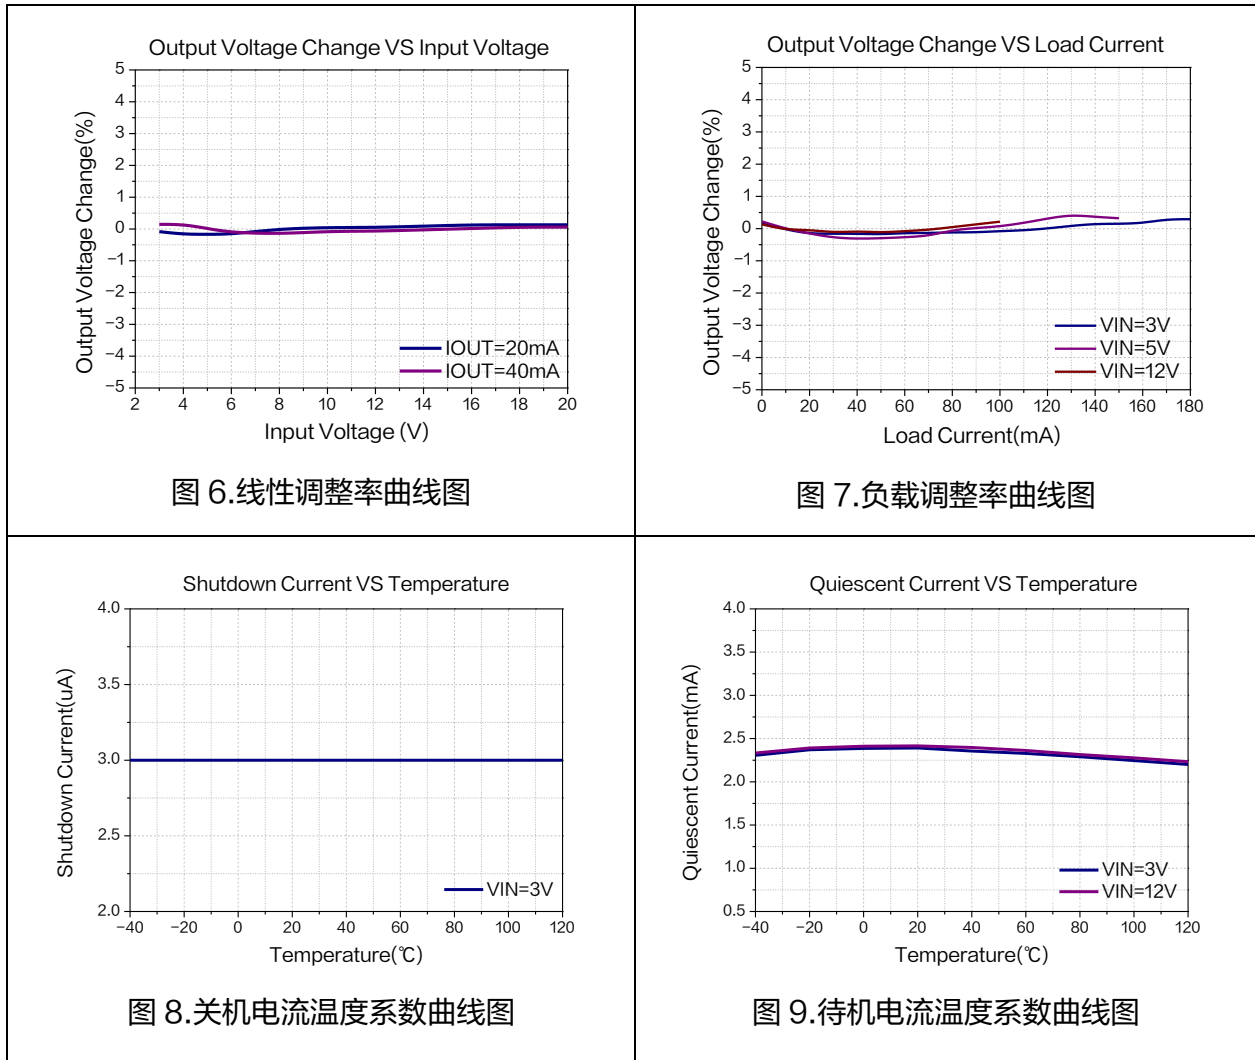 Output Voltage Change VS Input Voltage
Output Voltage Change(%)
5
4
3
2
1
0
−1
−2
−3
−4
−5
IOUT=20mA
IOUT=40mA
2 4 6 8 10 12 14 16 18 20
Input Voltage (V)
图 6.线性调整率曲线图
Output Voltage Change VS Load Current
Output Voltage Change(%)
5
4
3
2
1
0
−1
−2
−3
−4
−5
VIN=3V
VIN=5V
VIN=12V
0 20 40 60 80 100 120 140 160 180
Load Current(mA)
图 7.负载调整率曲线图
Shutdown Current VS Temperature
Shutdown Current(uA)
4.0
3.5
3.0
2.5
2.0
VIN=3V
−40 −20 0 20 40 60 80 100 120
Temperature(℃)
图 8.关机电流温度系数曲线图
Quiescent Current VS Temperature
Quiescent Current(mA)
4.0
3.5
3.0
2.5
2.0
1.5
1.0
0.5
VIN=3V
VIN=12V
−40 −20 0 20 40 60 80 100 120
Temperature(℃)
图 9.待机电流温度系数曲线图